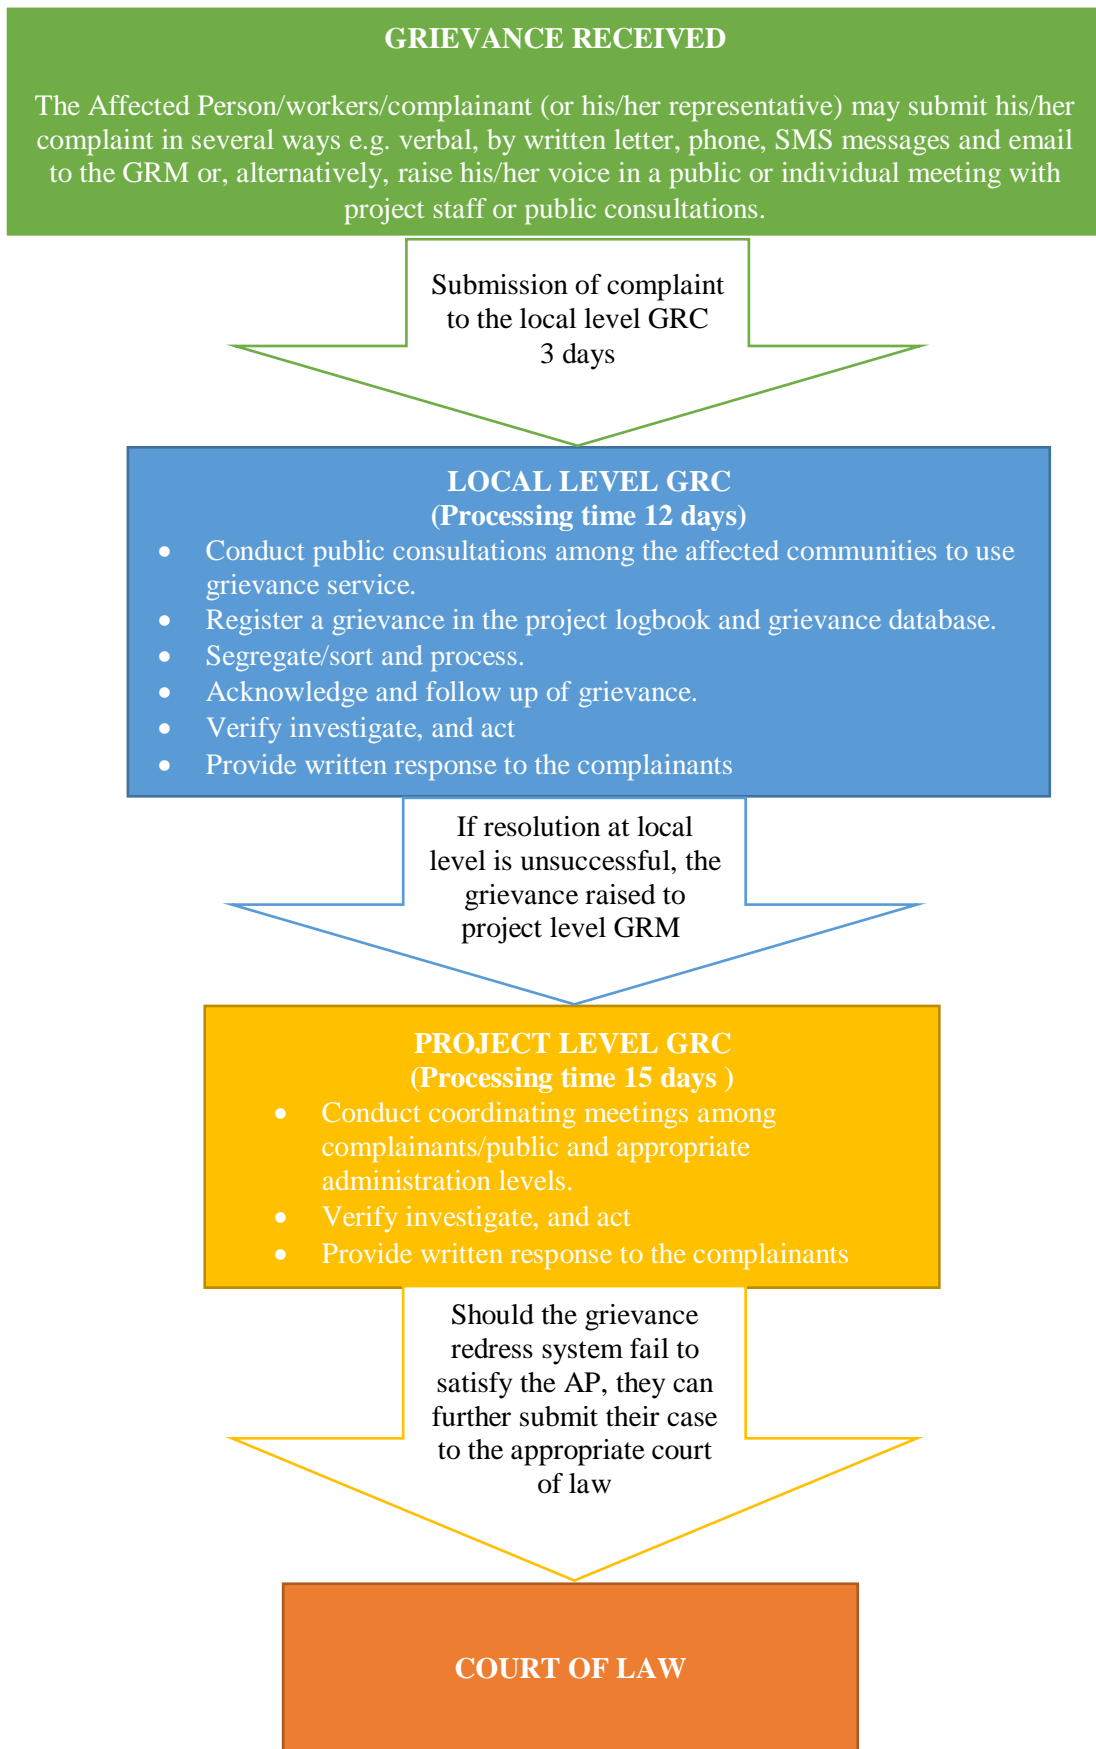 GRIEVANCE RECEIVED
The Affected Person/workers/complainant (or his/her representative) may submit his/her
complaint in several ways e.g. verbal, by written letter, phone, SMS messages and email
to the GRM or, alternatively, raise his/her voice in a public or individual meeting with
project staff or public consultations.
Submission of complaint
to the local level GRC
3 days
LOCAL LEVEL GRC
(Processing time 12 days)
• Conduct public consultations among the affected communities to use
grievance service.
• Register a grievance in the project logbook and grievance database.
• Segregate/sort and process.
• Acknowledge and follow up of grievance.
• Verify investigate, and act
• Provide written response to the complainants
If resolution at local
level is unsuccessful, the
grievance raised to
project level GRM
PROJECT LEVEL GRC
(Processing time 15 days )
• Conduct coordinating meetings among
complainants/public and appropriate
administration levels.
• Verify investigate, and act
• Provide written response to the complainants
Should the grievance
redress system fail to
satisfy the AP, they can
further submit their case
to the appropriate court
of law
COURT OF LAW